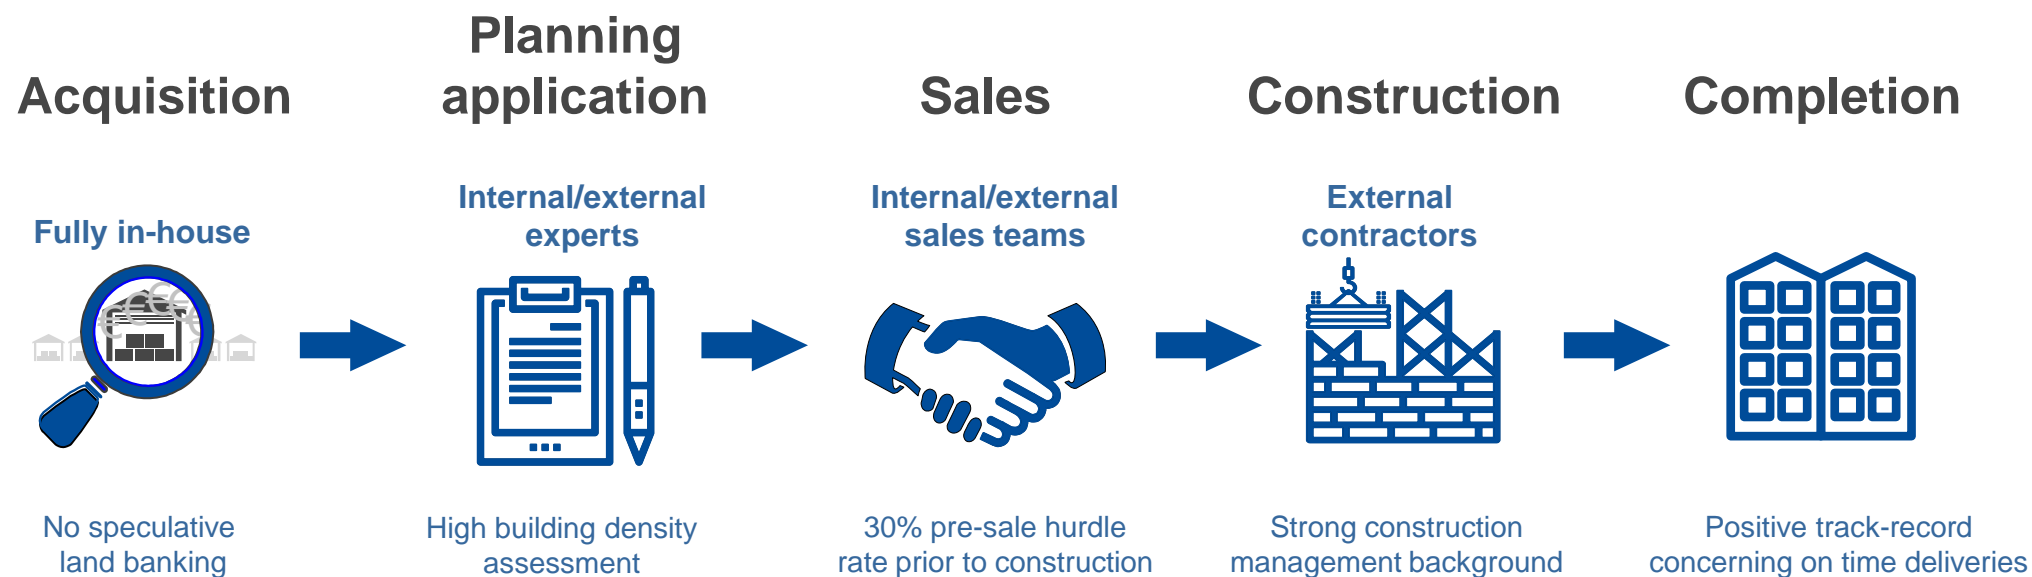 Acquisition
Planning
application
Sales
Construction
Completion
Fully in-house
Internal/external
experts
Internal/external
sales teams
External
contractors
No speculative
land banking
High building density
assessment
30% pre-sale hurdle
rate prior to construction
Strong construction
management background
Positive track-record
concerning on time deliveries